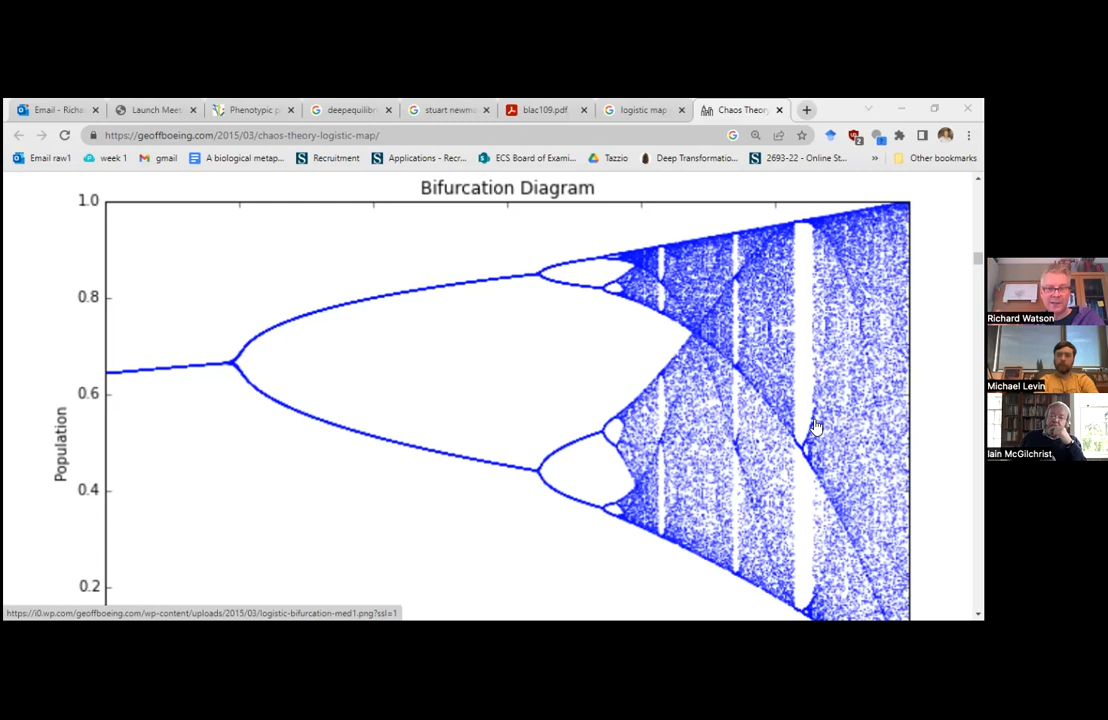 Email - Richa
Launch Meet
Phenotypic p
deepequilibr
stuart newm
blac109.pdf
logistic map
Chaos Theor
https://geoffboeing.com/2015/03/chaos-theory-logistic-map/
Email raw1
week 1
gmail
A biological metap...
Recruitment
Applications - Recr...
ECS Board of Exami...
Tazzio
Deep Transformatio...
2693-22 - Online St...
»
Other bookmarks
Bifurcation Diagram
1.0
0.8
0.6
0.4
0.2
Population
https://i0.wp.com/geoffboeing.com/wp-content/uploads/2015/03/logistic-bifurcation-med1.png?ssl=1
Richard Watson
Michael Levin
Iain McGilchrist